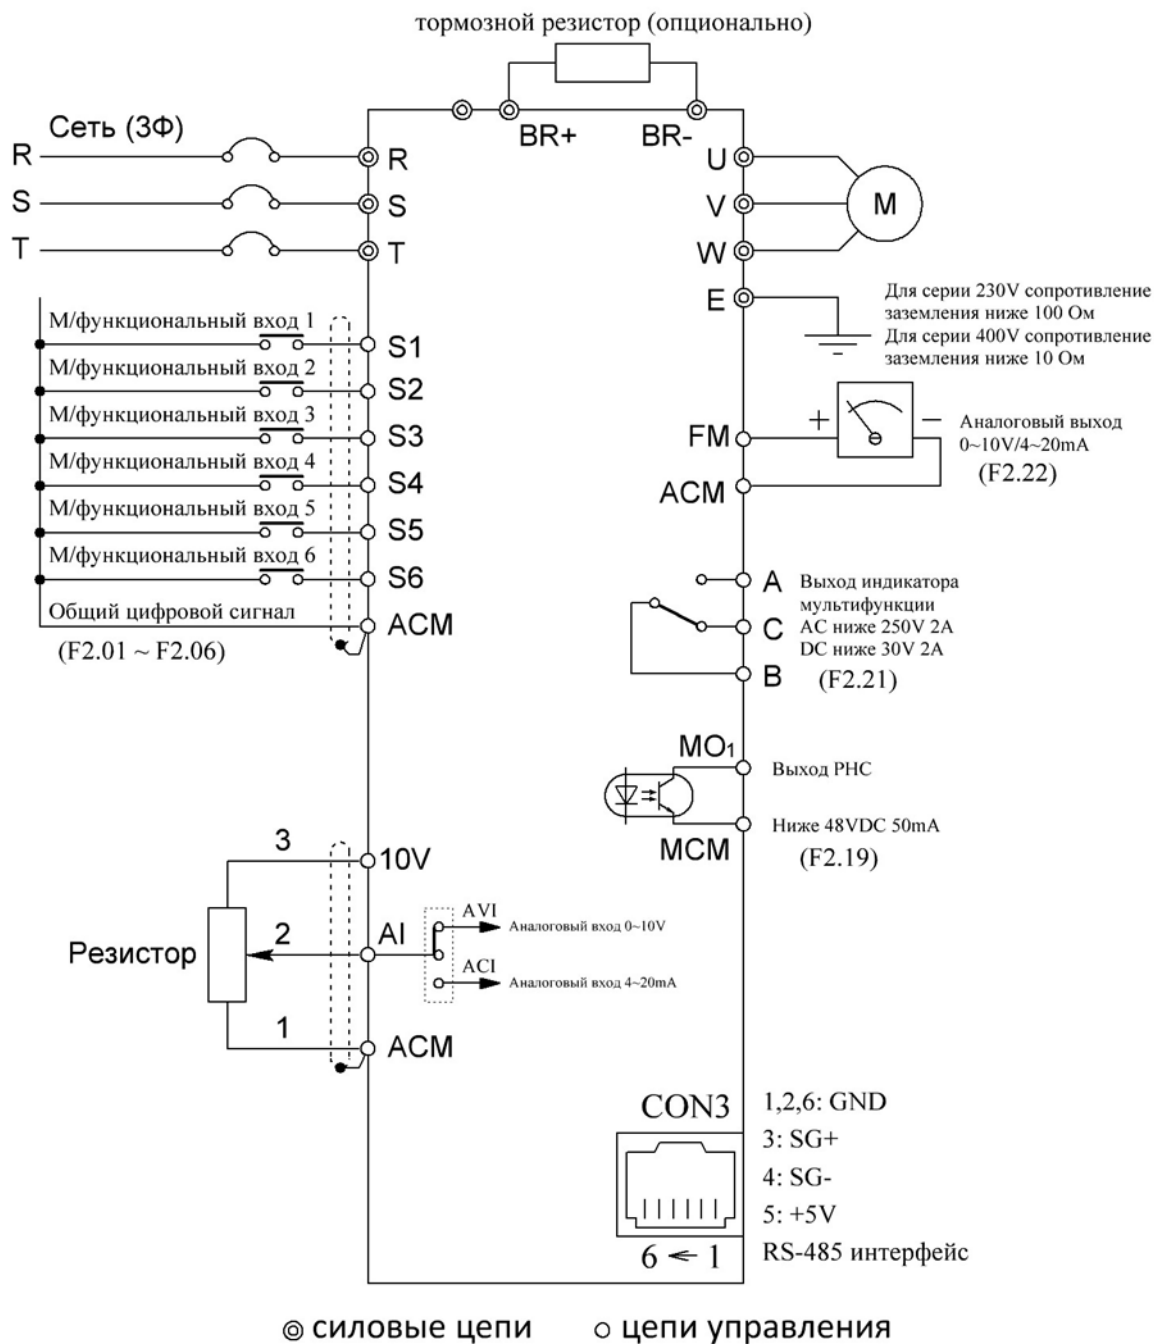 тормозной резистор (опционально)
BR+
BR-
Сеть (3Ф)
R
S
T
R
S
T
U
V
W
E
M
Для серии 230V сопротивление
заземления ниже 100 Ом
Для серии 400V сопротивление
заземления ниже 10 Ом
М/функциональный вход 1
S1
М/функциональный вход 2
S2
М/функциональный вход 3
S3
М/функциональный вход 4
S4
М/функциональный вход 5
S5
М/функциональный вход 6
S6
Общий цифровой сигнал
ACM
(F2.01 ~ F2.06)
FM
+
−
ACM
Аналоговый выход
0~10V/4~20mA
(F2.22)
A
C
B
Выход индикатора
мультифункции
AC ниже 250V 2A
DC ниже 30V 2A
(F2.21)
MO1
Выход PHC
MCM
Ниже 48VDC 50mA
(F2.19)
3
10V
Резистор
2
AI
AVI
Аналоговый вход 0~10V
ACI
Аналоговый вход 4~20mA
1
ACM
CON3
6 ← 1
1,2,6: GND
3: SG+
4: SG-
5: +5V
RS-485 интерфейс
силовые цепи
цепи управления